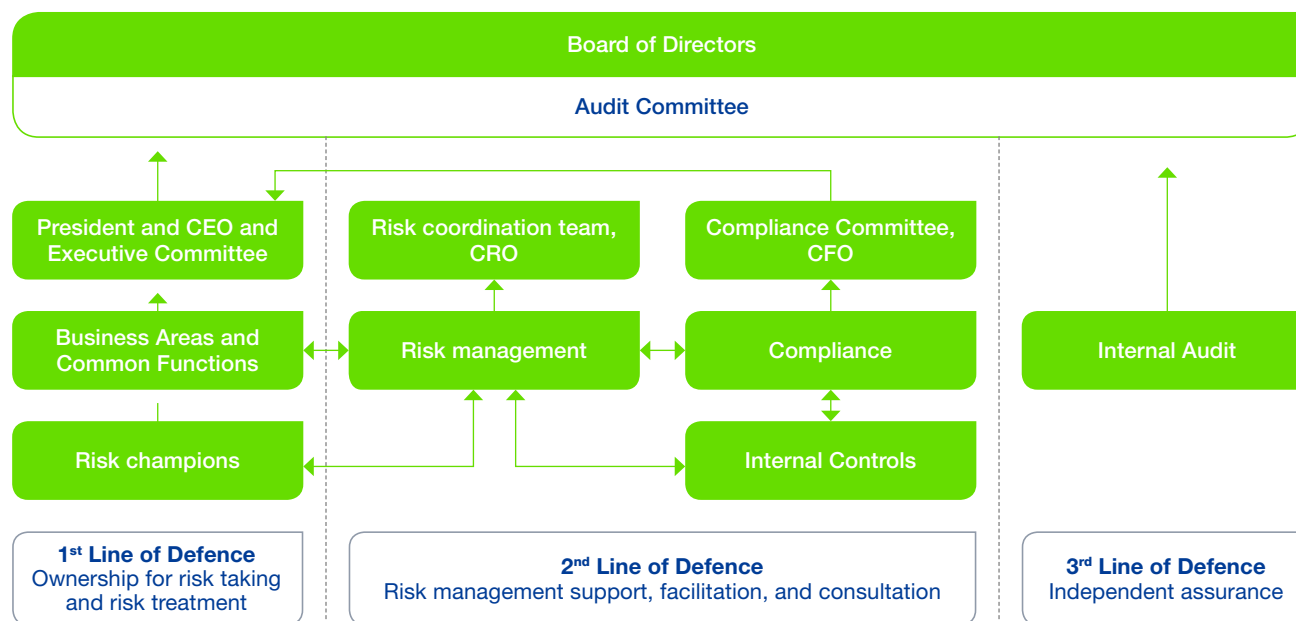 Board of Directors
Audit Committee
President and CEO and
Executive Committee
Risk coordination team,
CRO
Compliance Committee,
CFO
Business Areas and
Common Functions
Risk management
Compliance
Internal Audit
Risk champions
Internal Controls
1st Line of Defence
Ownership for risk taking
and risk treatment
2nd Line of Defence
Risk management support, facilitation, and consultation
3rd Line of Defence
Independent assurance